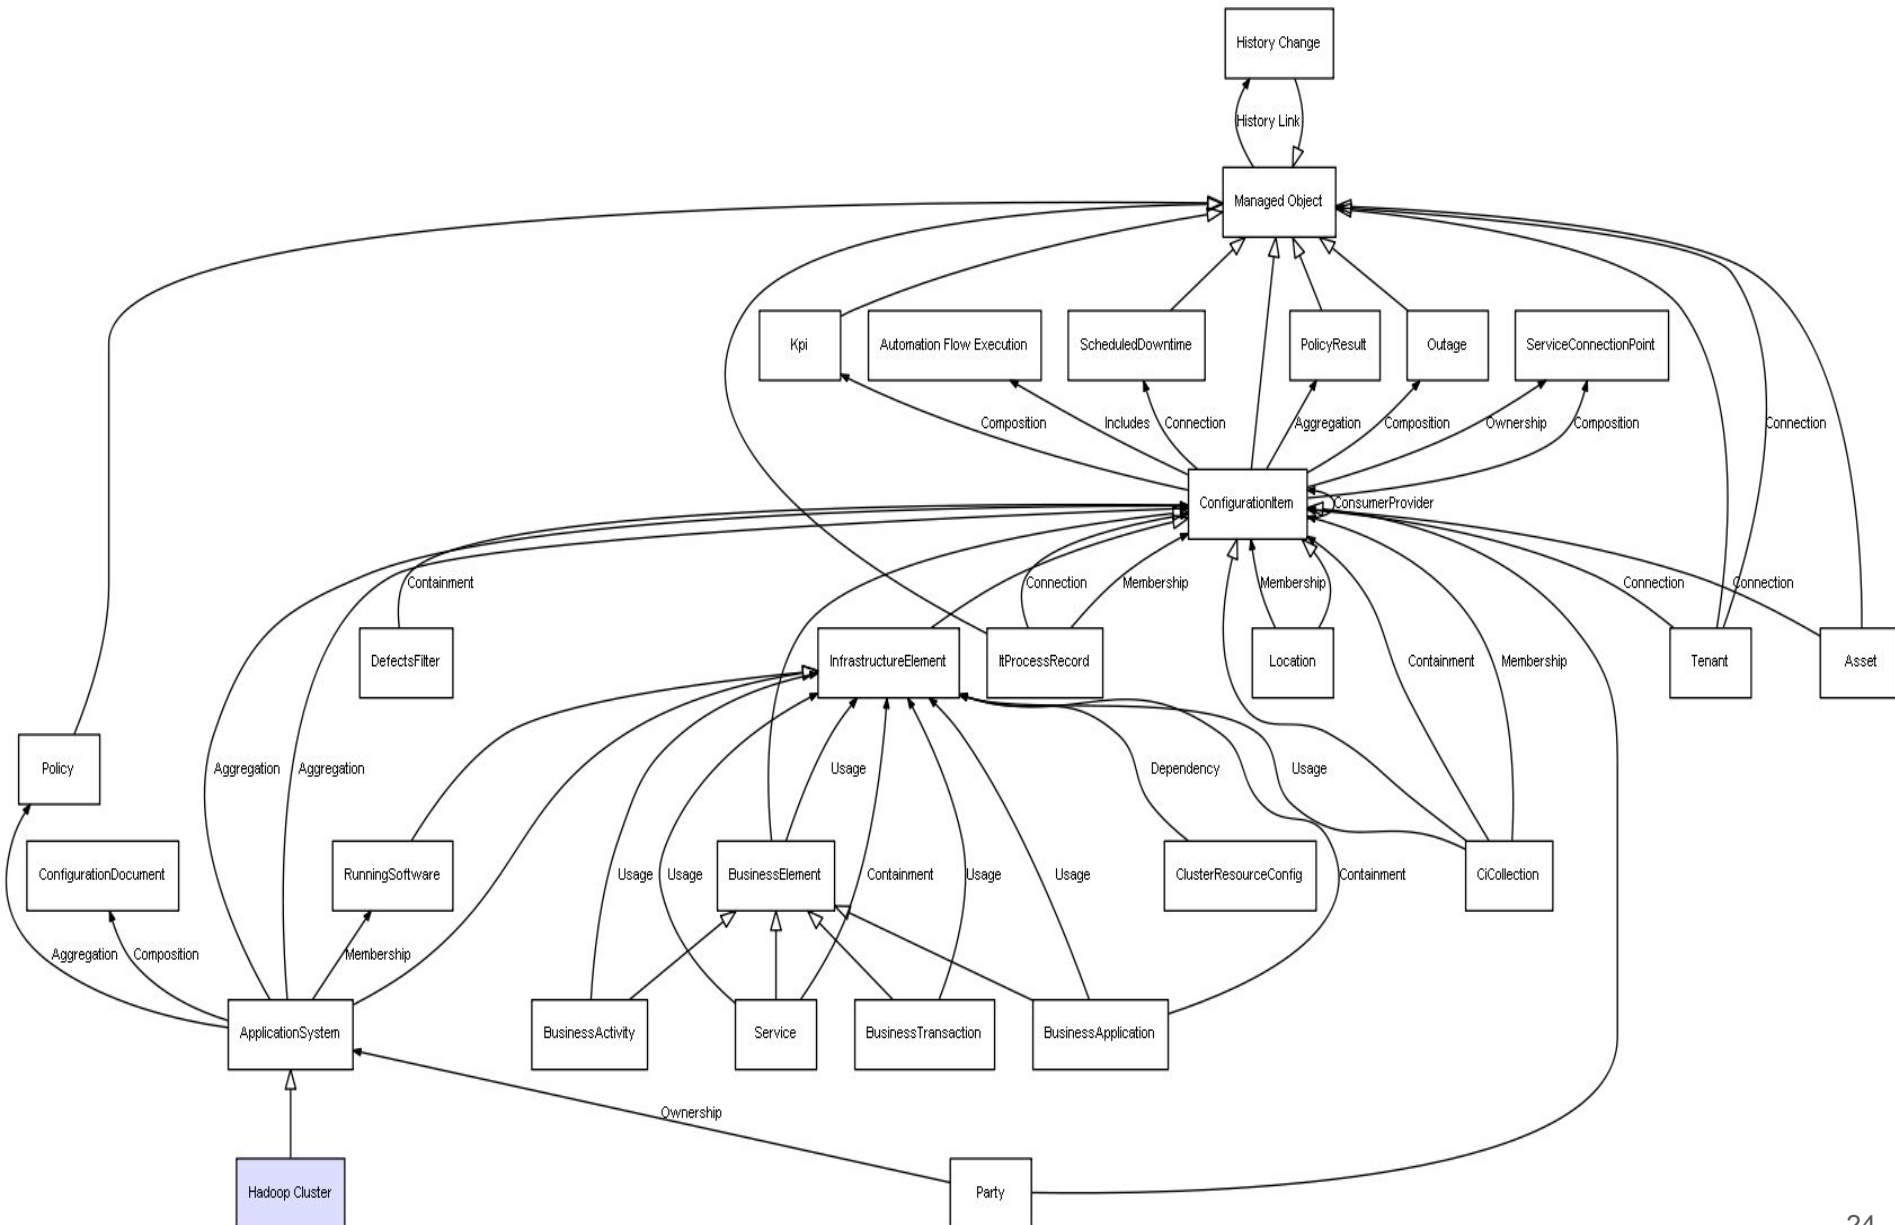 History Change
History Link
Managed Object
Kpi
Automation Flow Execution
ScheduledDowntime
PolicyResult
Outage
ServiceConnectionPoint
Composition
Includes
Connection
Aggregation
Composition
Ownership
Composition
Connection
ConfigurationItem
ConsumerProvider
Containment
Connection
Membership
Membership
Connection
Connection
DefectsFilter
InfrastructureElement
ItProcessRecord
Location
Containment
Membership
Tenant
Asset
Policy
Aggregation
Aggregation
Usage
Dependency
Usage
ConfigurationDocument
RunningSoftware
Usage
Usage
BusinessElement
Containment
Usage
Usage
ClusterResourceConfig
Containment
CiCollection
Aggregation
Composition
Membership
ApplicationSystem
BusinessActivity
Service
BusinessTransaction
BusinessApplication
Ownership
Hadoop Cluster
Party
24